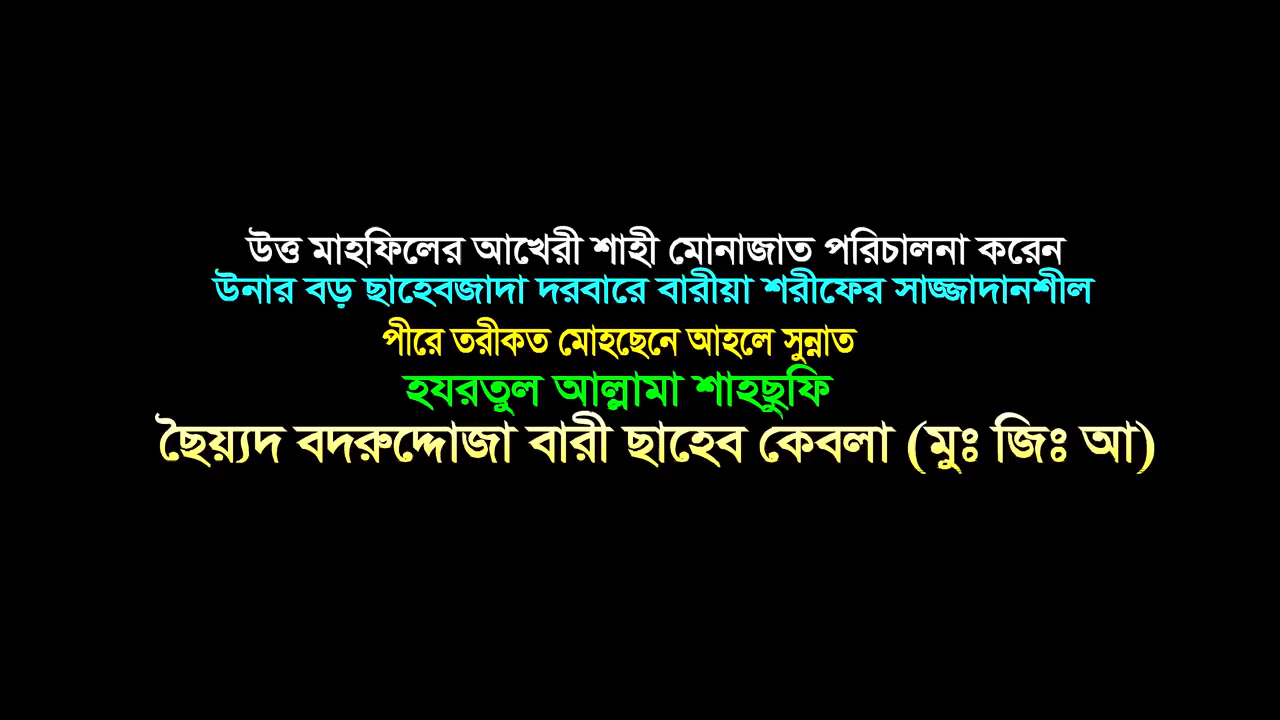 উত্ত মাহফিলের আখেরী শাহী মোনাজাত পরিচালনা করেন
উনার বড় ছাহেবজাদা দরবারে বারীয়া শরীফের সাজ্জাদানশীল
পীরে তরীকত মোহছেনে আহলে সুন্নাত
হযরতুল আল্লামা শাহছুফি
ছৈয়্যদ বদরুদ্দোজা বারী ছাহেব কেবলা (মুঃ জিঃ আ)